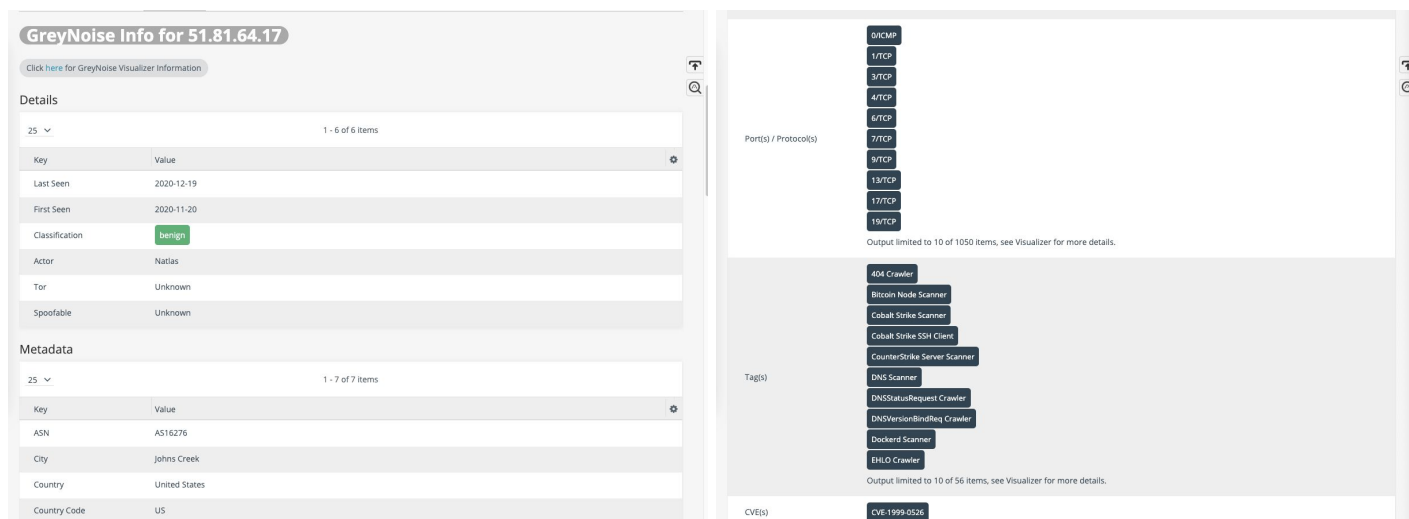 GreyNoise Info for 51.81.64.17
Click here for GreyNoise Visualizer Information
Details
25
1 - 6 of 6 items
Key Value
Last Seen 2020-12-19
First Seen 2020-11-20
Classification benign
Actor Natlas
Tor Unknown
Spoofable Unknown
Metadata
25
1 - 7 of 7 items
Key Value
ASN AS16276
City Johns Creek
Country United States
Country Code US
Port(s) / Protocol(s)
0/ICMP
1/TCP
3/TCP
4/TCP
6/TCP
7/TCP
9/TCP
13/TCP
17/TCP
19/TCP
Output limited to 10 of 1050 items, see Visualizer for more details.
Tag(s)
404 Crawler
Bitcoin Node Scanner
Cobalt Strike Scanner
Cobalt Strike SSH Client
CounterStrike Server Scanner
DNS Scanner
DNSStatusRequest Crawler
DNSVersionBindReq Crawler
Dockerd Scanner
EHLO Crawler
Output limited to 10 of 56 items, see Visualizer for more details.
CVE(s) CVE-1999-0526